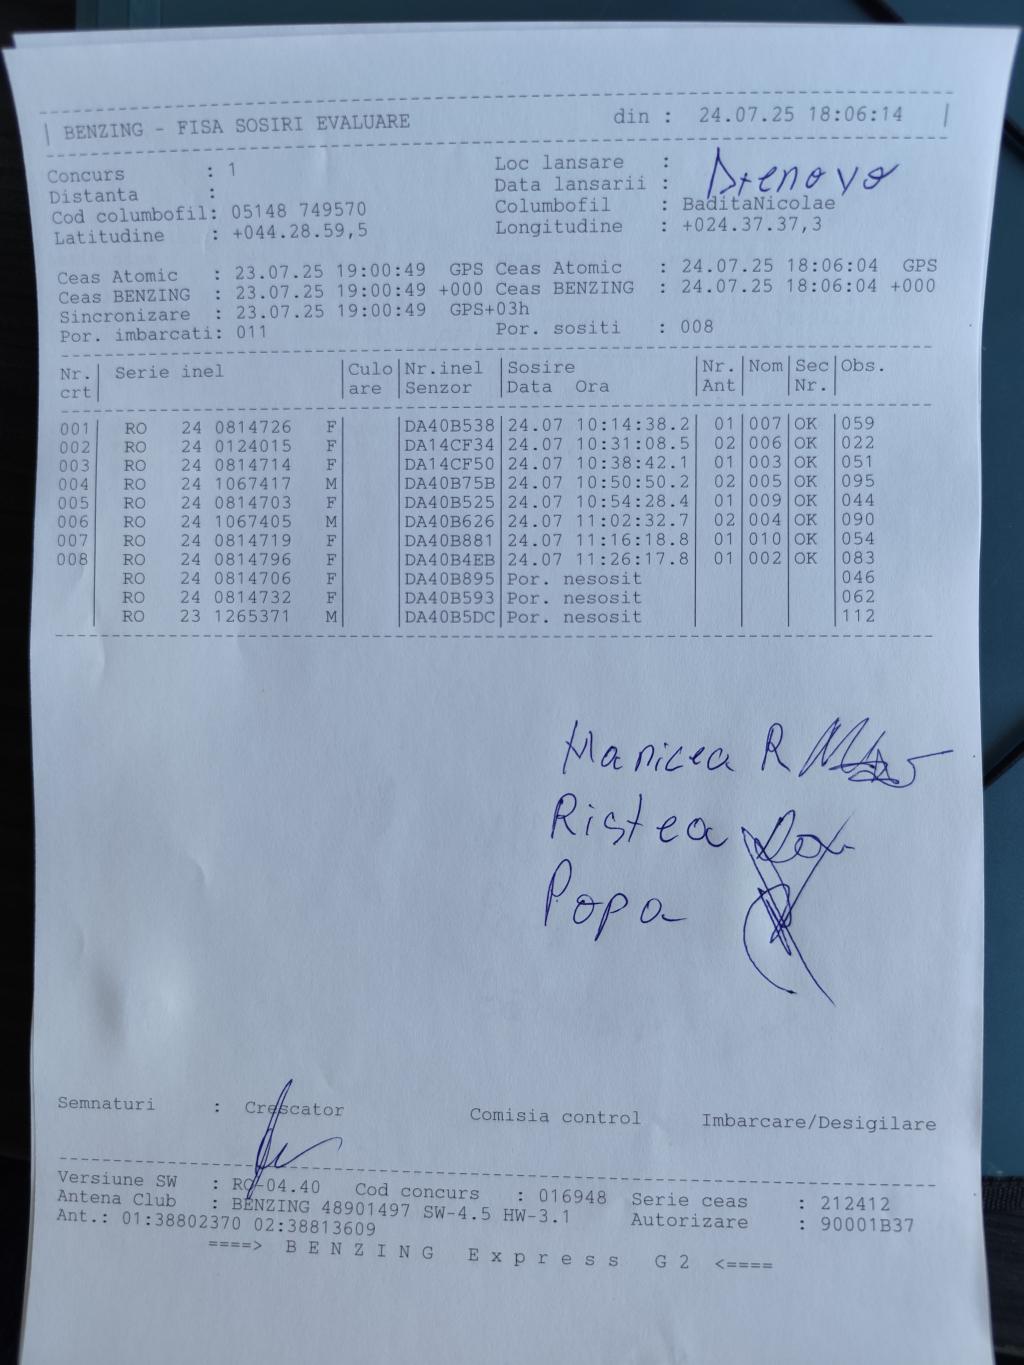 BENZING - FISA SOSIRI EVALUARE din : 24.07.25 18:06:14
Concurs : 1 Loc lansare : Drenovo
Distanta : Data lansarii :
Cod columbofil: 05148 749570 Columbofil : BaditaNicolae
Latitudine : +044.28.59,5 Longitudine : +024.37.37,3
Ceas Atomic : 23.07.25 19:00:49 GPS Ceas Atomic : 24.07.25 18:06:04 GPS
Ceas BENZING : 23.07.25 19:00:49 +000 Ceas BENZING : 24.07.25 18:06:04 +000
Sincronizare : 23.07.25 19:00:49 GPS+03h
Por. imbarcati: 011 Por. sositi : 008
Nr. Serie inel Culo Nr.inel Sosire Nr. Nom Sec Obs.
crt are Senzor Data Ora Ant Nr.
001 RO 24 0814726 F DA40B538 24.07 10:14:38.2 01 007 OK 059
002 RO 24 0124015 F DA14CF34 24.07 10:31:08.5 02 006 OK 022
003 RO 24 0814714 F DA14CF50 24.07 10:38:42.1 01 003 OK 051
004 RO 24 1067417 M DA40B75B 24.07 10:50:50.2 02 005 OK 095
005 RO 24 0814703 F DA40B525 24.07 10:54:28.4 01 009 OK 044
006 RO 24 1067405 M DA40B626 24.07 11:02:32.7 02 004 OK 090
007 RO 24 0814719 F DA40B881 24.07 11:16:18.8 01 010 OK 054
008 RO 24 0814796 F DA40B4EB 24.07 11:26:17.8 01 002 OK 083
RO 24 0814706 F DA40B895 Por. nesosit 046
RO 24 0814732 F DA40B593 Por. nesosit 062
RO 23 1265371 M DA40B5DC Por. nesosit 112
Manicea R
Ristea
Popa
Semnaturi : Crescator Comisia control Imbarcare/Desigilare
Versiune SW : RO-04.40 Cod concurs : 016948 Serie ceas : 212412
Antena Club : BENZING 48901497 SW-4.5 HW-3.1 Autorizare : 90001B37
Ant.: 01:38802370 02:38813609
====> BENZING Express G2 <====